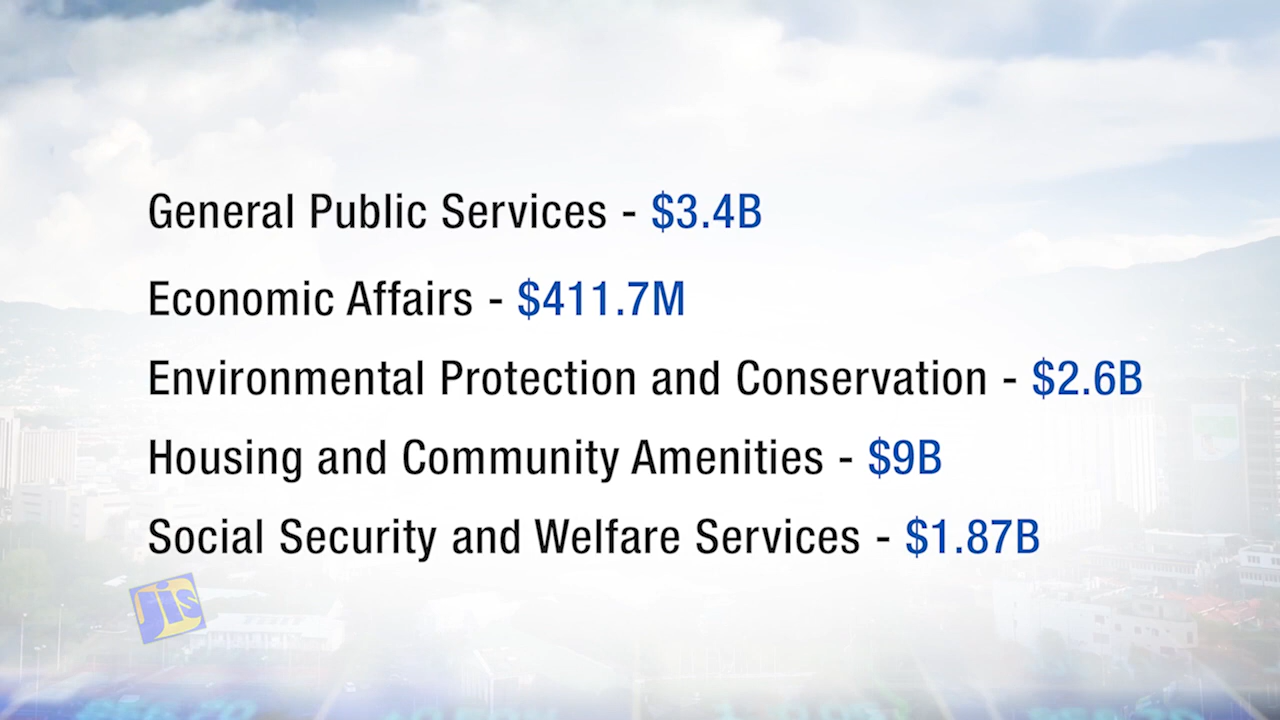 General Public Services - $3.4B
Economic Affairs - $411.7M
Environmental Protection and Conservation - $2.6B
Housing and Community Amenities - $9B
Social Security and Welfare Services - $1.87B
jis